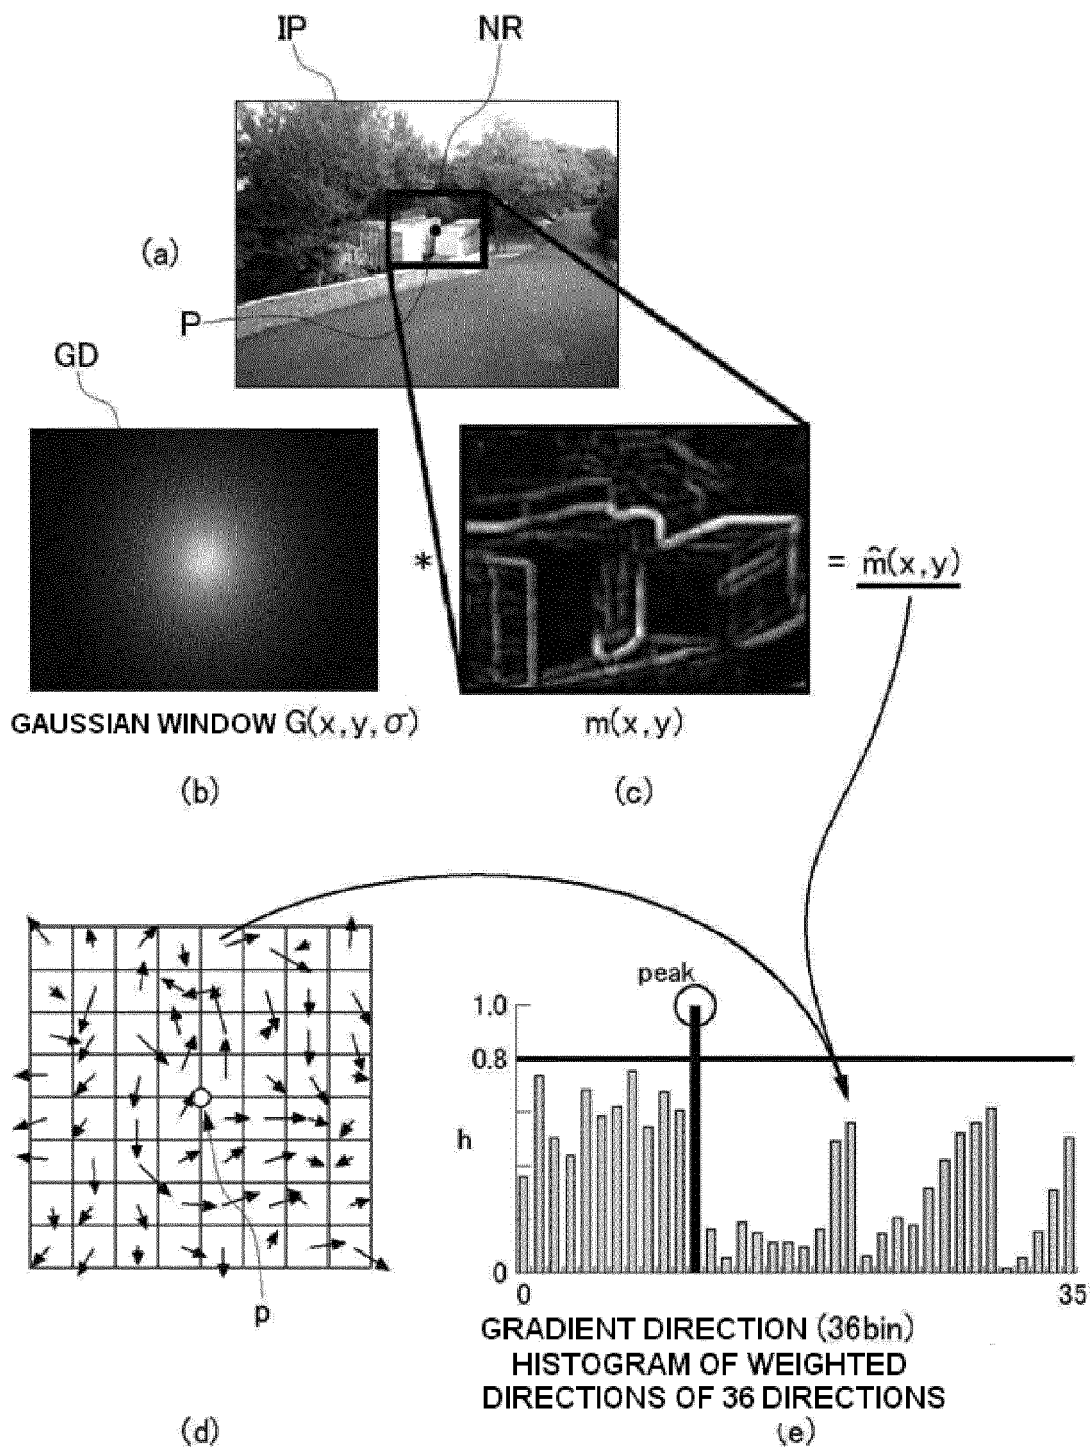 IP
NR
(a)
P
GD
*
= m̂(x,y)
GAUSSIAN WINDOW G(x,y,σ)
m(x,y)
(b)
(c)
peak
1.0
0.8
h
0
0
35
p
GRADIENT DIRECTION (36bin)
HISTOGRAM OF WEIGHTED
DIRECTIONS OF 36 DIRECTIONS
(d)
(e)